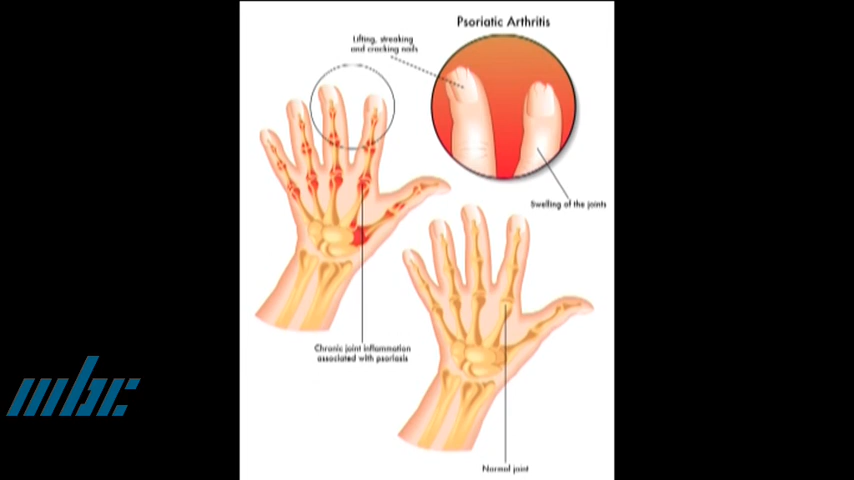 Psoriatic Arthritis
Lifting, streaking
and cracking nails
Swelling of the joints
Chronic joint inflammation
associated with psoriasis
mbc
Normal joint